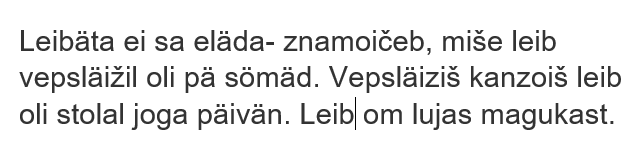 Leibäta ei sa eläda- znamoičeb, miše leib
vepsläižil oli pä sömäd. Vepsläiziš kanzoiš leib
oli stolal joga päivän. Leib om lujas magukast.